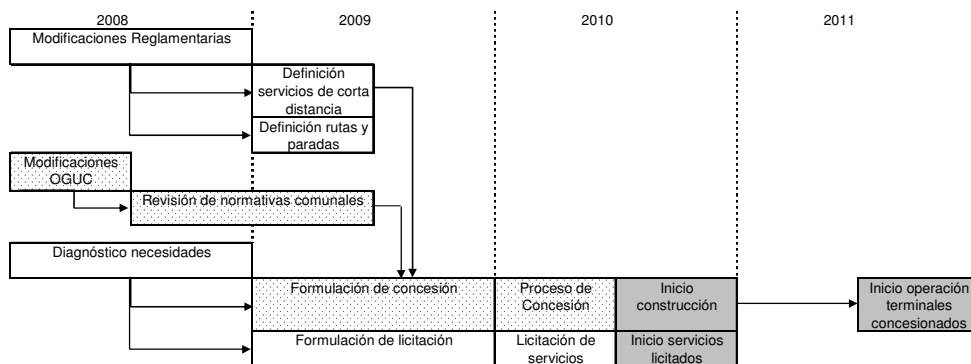 2008 2009 2010 2011
Modificaciones Reglamentarias
Definición
servicios de corta
distancia
Definición rutas y
paradas
Modificaciones
OGUC
Revisión de normativas comunales
Diagnóstico necesidades
Formulación de concesión
Proceso de
Concesión
Inicio
construcción
Inicio operación
terminales
concesionados
Formulación de licitación
Licitación de
servicios
Inicio servicios
licitados